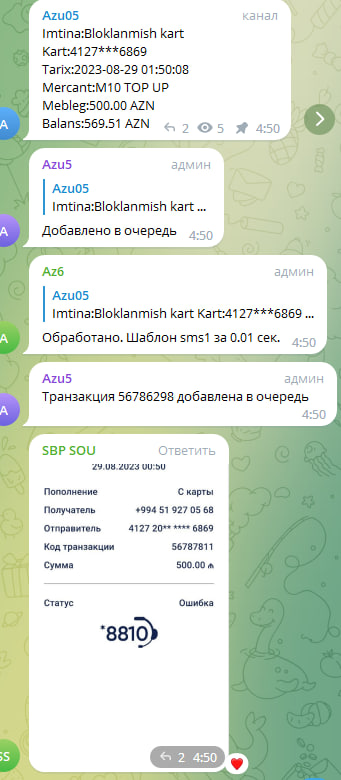 Azu05 канал
Imtina:Bloklanmish kart
Kart:4127***6869
Tarix:2023-08-29 01:50:08
Mercant:M10 TOP UP
Mebleg:500.00 AZN
Balans:569.51 AZN 2 5 4:50
A
Azu5 админ
Azu05
Imtina:Bloklanmish kart ...
Добавлено в очередь 4:50
A
Az6 админ
Azu05
Imtina:Bloklanmish kart Kart:4127***6869 ...
Обработано. Шаблон sms1 за 0.01 сек. 4:50
A
Azu5 админ
Транзакция 56786298 добавлена в очередь
4:50
A
SBP SOU Ответить
29.08.2023 00:50
Пополнение С карты
Получатель +994 51 927 05 68
Отправитель 4127 20** **** 6869
Код транзакции 56787811
Сумма 500.00 ₼
Статус Ошибка
*8810
2 4:50
SS